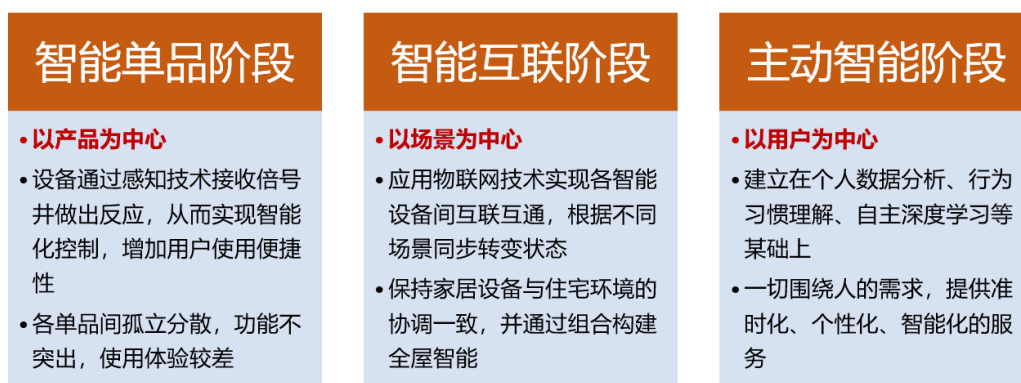 智能单品阶段
•以产品为中心
•设备通过感知技术接收倍号
井做出反应，从而实现智能
化控制，增加用户使用便捷
性
•各单品间孤立分散，功能不
突出，使用体验较差
智能互联阶段
•以场景为中心
•应用物联网技术实现各智能
设备间互联互通，根据不同
场景同步转变状态
•保持家居设备与住宅环境的
协调一致，并通过组合构建
全屋智能
主动智能阶段
•以用户为中心
•建立在个人数据分析、行为
习惯理解、自主深度学习等
某础上
•一切围绕人的需求，提供准
时化、个性化、智能化的服
务